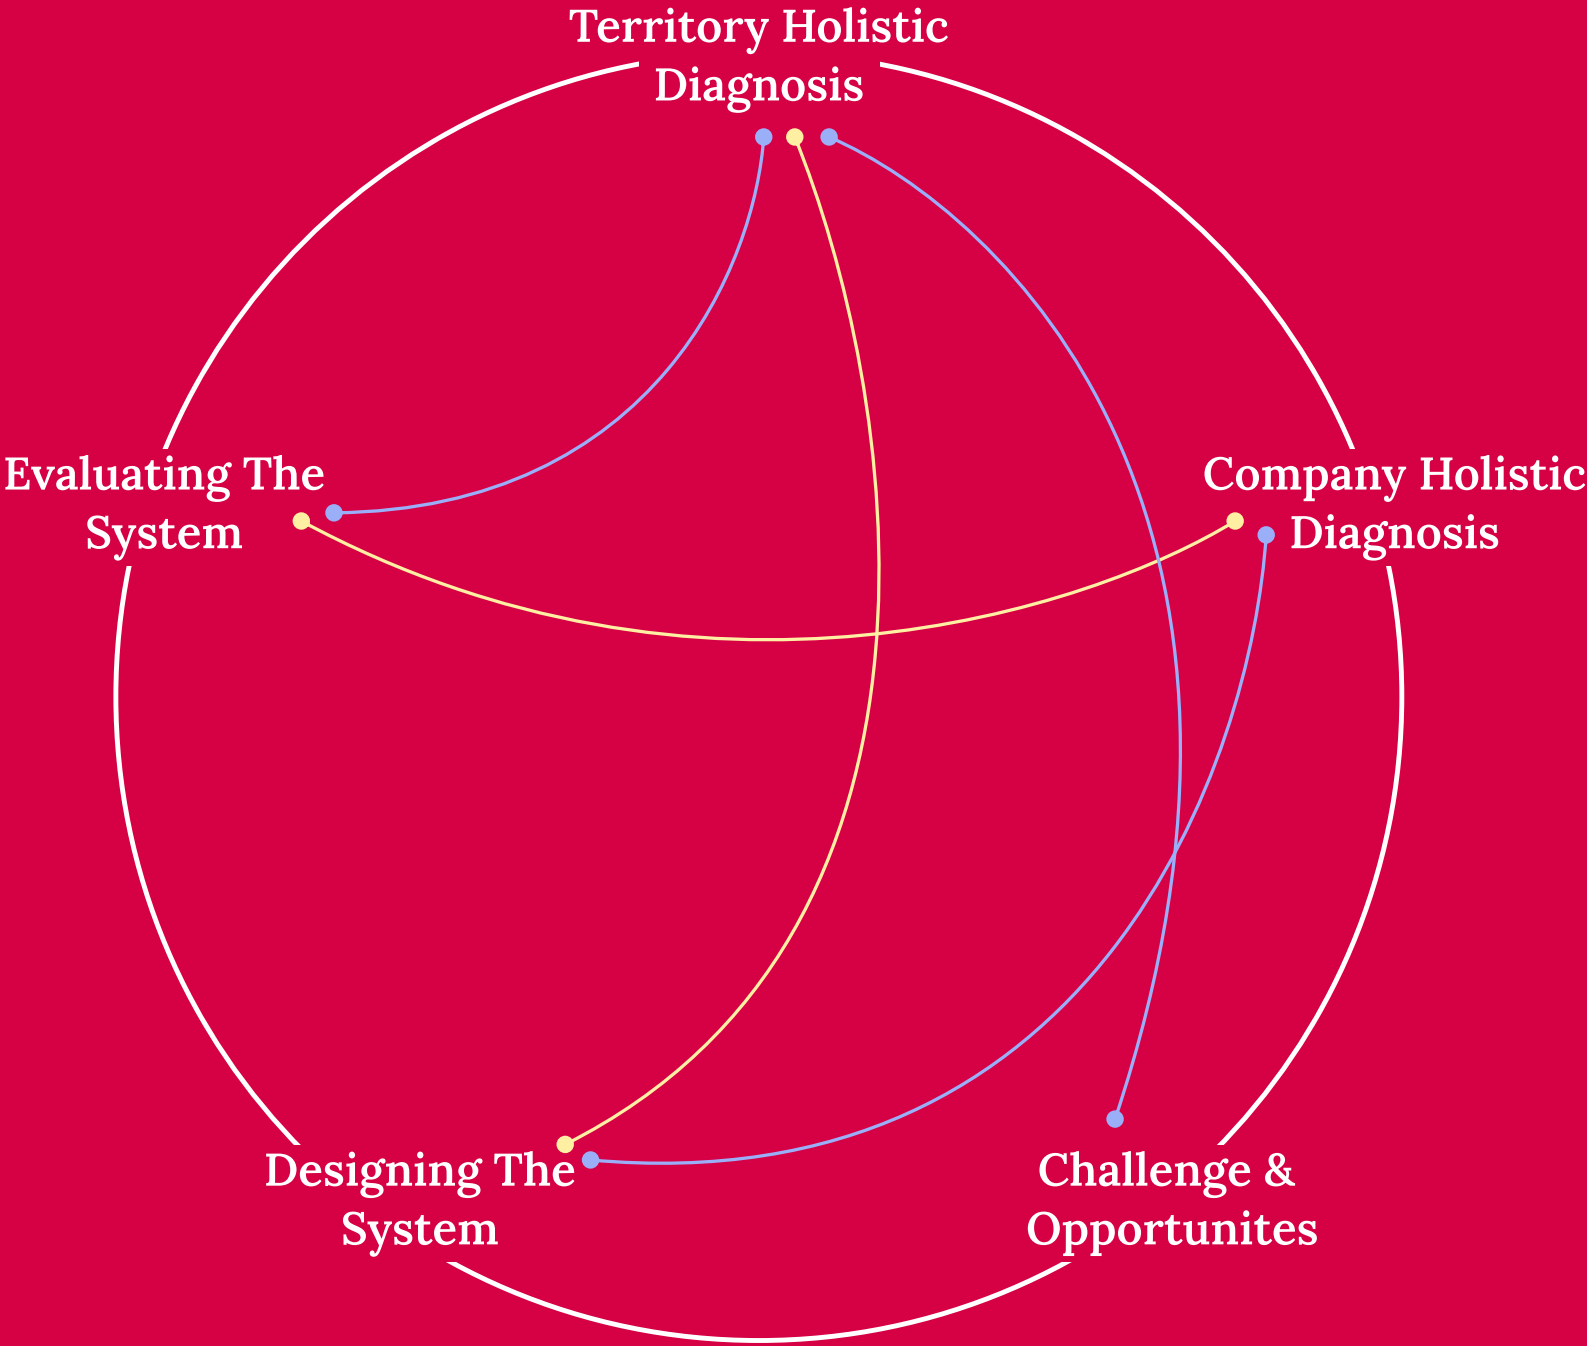 Territory Holistic
Diagnosis
Evaluating The
System
Company Holistic
Diagnosis
Designing The
System
Challenge &
Opportunites